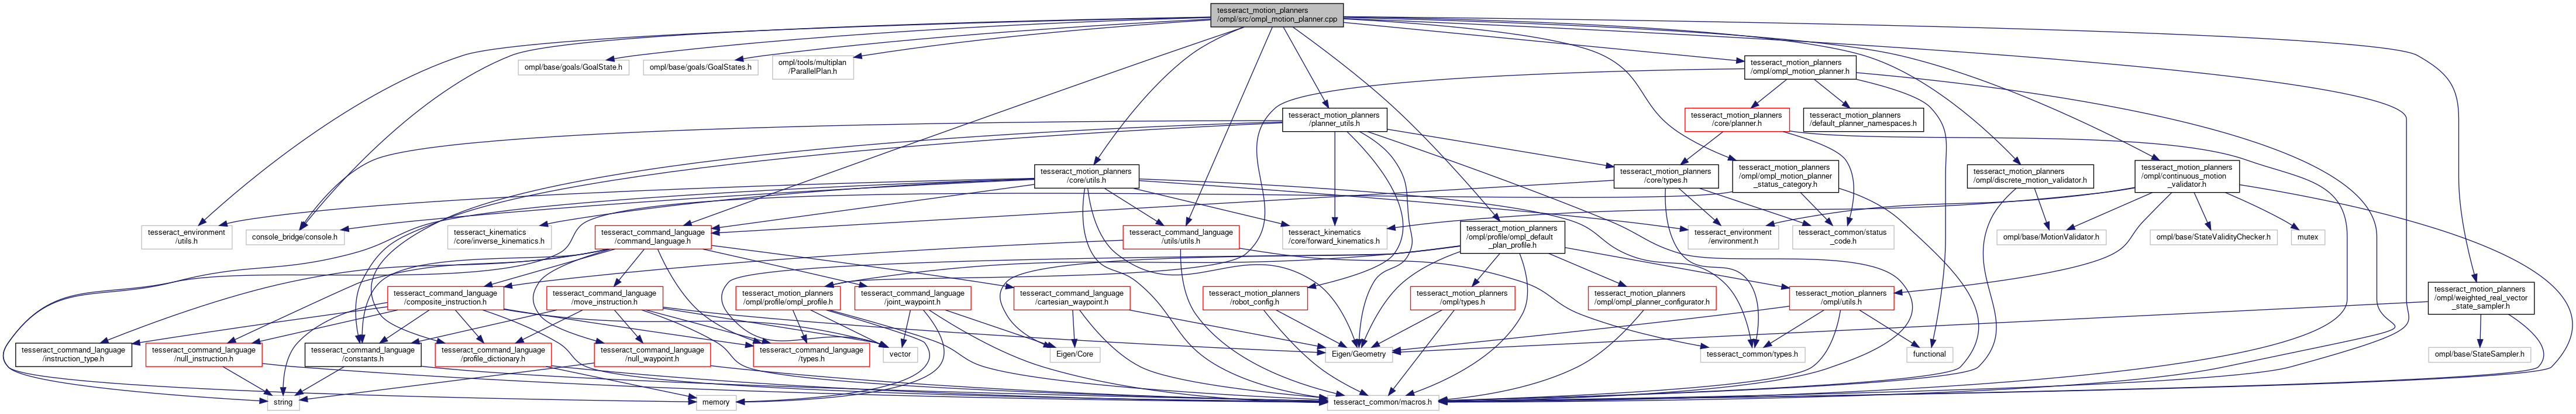 tesseract_motion_planners
/ompl/src/ompl_motion_planner.cpp
ompl/base/goals/GoalState.h
ompl/base/goals/GoalStates.h
ompl/tools/multiplan
/ParallelPlan.h
tesseract_motion_planners
/ompl/ompl_motion_planner.h
tesseract_motion_planners
/planner_utils.h
tesseract_motion_planners
/core/planner.h
tesseract_motion_planners
/default_planner_namespaces.h
tesseract_motion_planners
/core/utils.h
tesseract_motion_planners
/core/types.h
tesseract_motion_planners
/ompl/ompl_motion_planner
_status_category.h
tesseract_motion_planners
/ompl/discrete_motion_validator.h
tesseract_motion_planners
/ompl/continuous_motion
_validator.h
tesseract_environment
/utils.h
console_bridge/console.h
tesseract_kinematics
/core/inverse_kinematics.h
tesseract_command_language
/command_language.h
tesseract_command_language
/utils/utils.h
tesseract_kinematics
/core/forward_kinematics.h
tesseract_motion_planners
/ompl/profile/ompl_default
_plan_profile.h
tesseract_environment
/environment.h
tesseract_common/status
_code.h
ompl/base/MotionValidator.h
ompl/base/StateValidityChecker.h
mutex
tesseract_command_language
/composite_instruction.h
tesseract_command_language
/move_instruction.h
tesseract_motion_planners
/ompl/profile/ompl_profile.h
tesseract_command_language
/joint_waypoint.h
tesseract_command_language
/cartesian_waypoint.h
tesseract_motion_planners
/robot_config.h
tesseract_motion_planners
/ompl/types.h
tesseract_motion_planners
/ompl/ompl_planner_configurator.h
tesseract_motion_planners
/ompl/utils.h
tesseract_motion_planners
/ompl/weighted_real_vector
_state_sampler.h
tesseract_command_language
/instruction_type.h
tesseract_command_language
/null_instruction.h
tesseract_command_language
/constants.h
tesseract_command_language
/profile_dictionary.h
tesseract_command_language
/null_waypoint.h
tesseract_command_language
/types.h
vector
Eigen/Core
Eigen/Geometry
tesseract_common/types.h
functional
ompl/base/StateSampler.h
string
memory
tesseract_common/macros.h